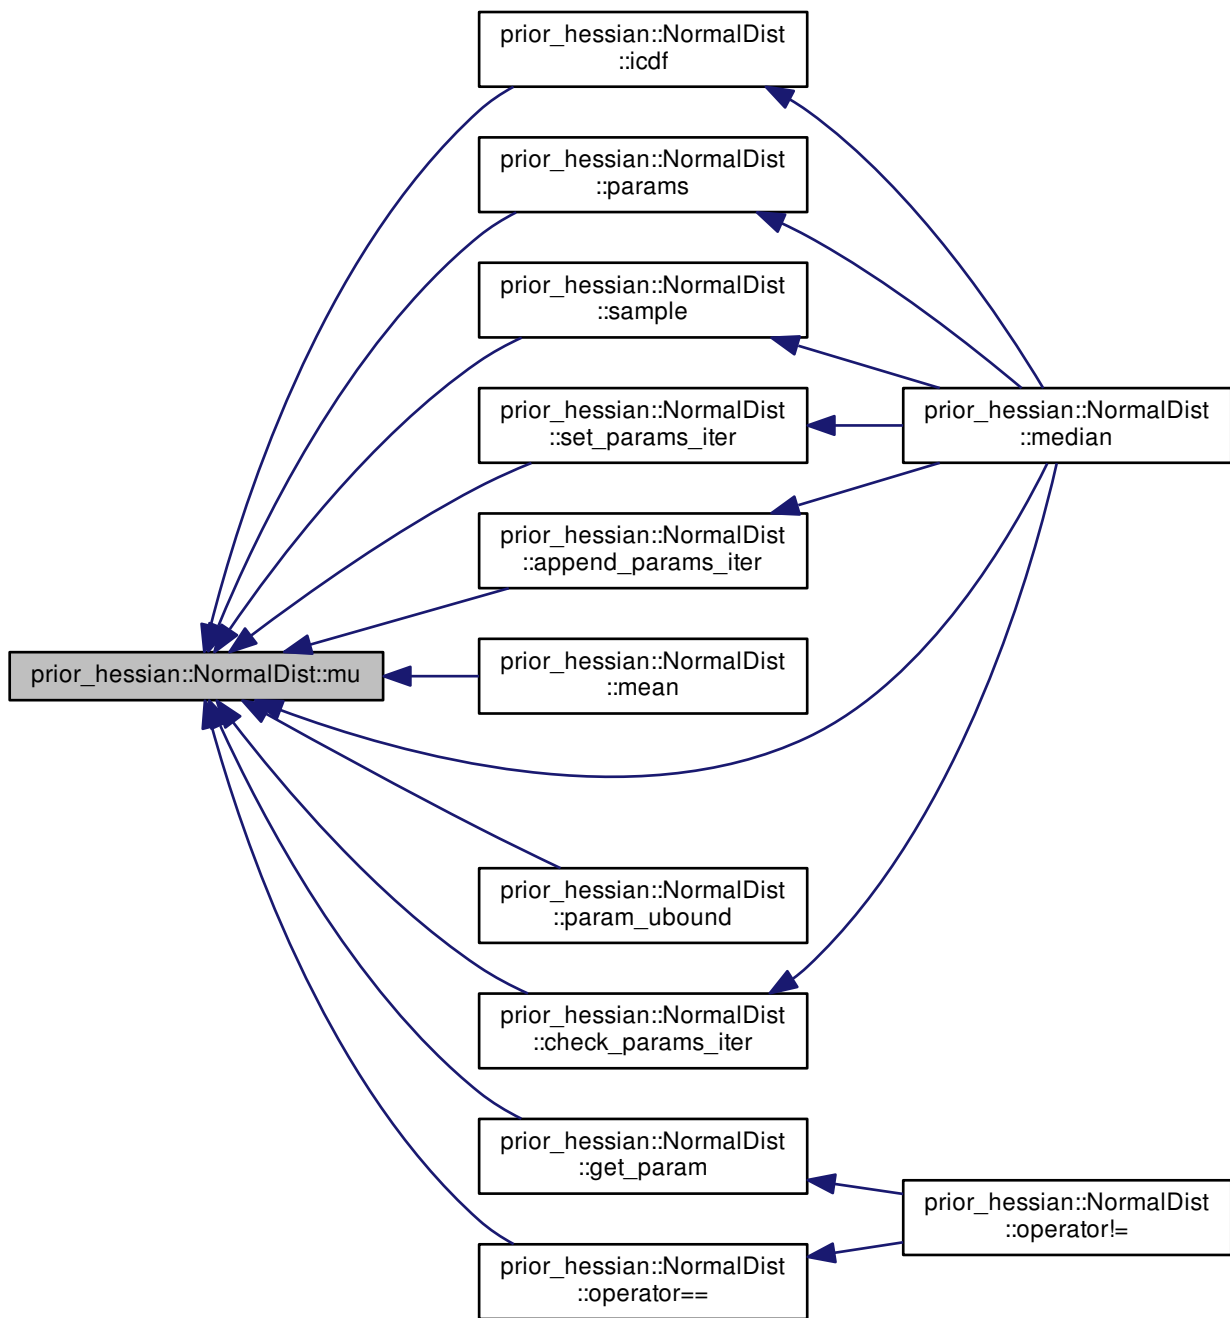 prior_hessian::NormalDist
::icdf
prior_hessian::NormalDist
::params
prior_hessian::NormalDist
::sample
prior_hessian::NormalDist
::set_params_iter
prior_hessian::NormalDist
::median
prior_hessian::NormalDist
::append_params_iter
prior_hessian::NormalDist::mu
prior_hessian::NormalDist
::mean
prior_hessian::NormalDist
::param_ubound
prior_hessian::NormalDist
::check_params_iter
prior_hessian::NormalDist
::get_param
prior_hessian::NormalDist
::operator!=
prior_hessian::NormalDist
::operator==